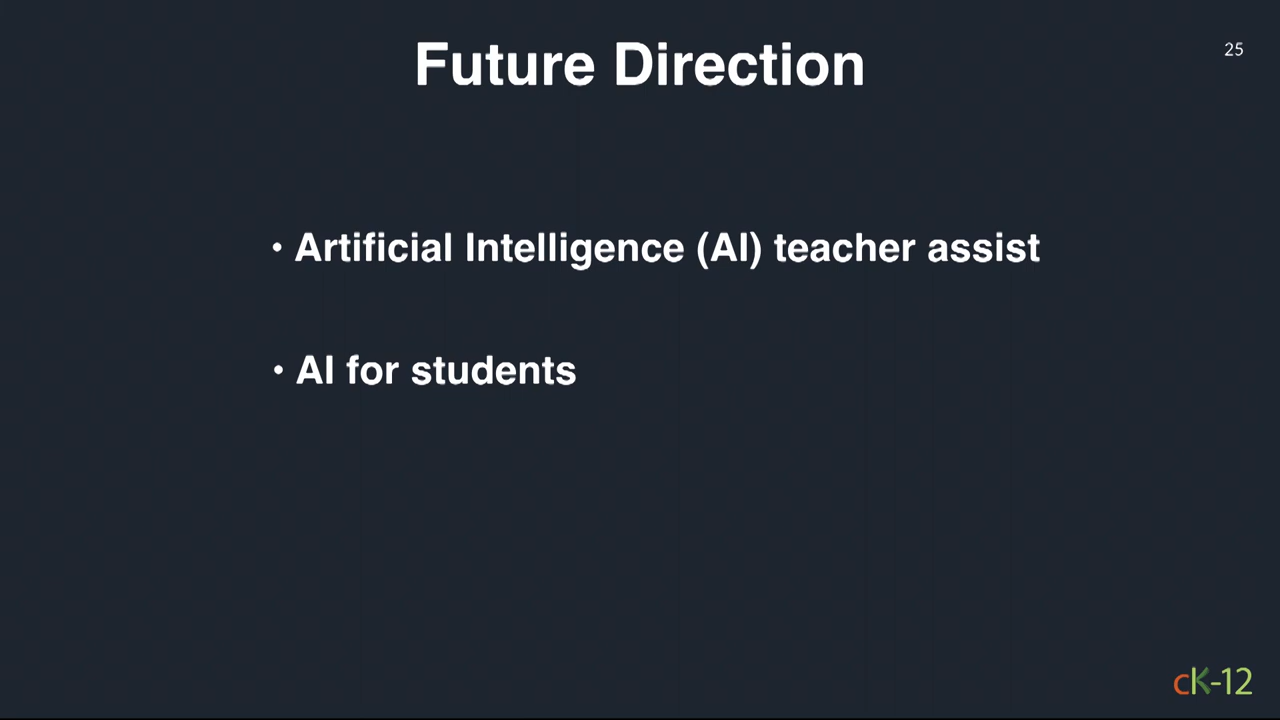 Future Direction
25
• Artificial Intelligence (AI) teacher assist
• AI for students
cK-12